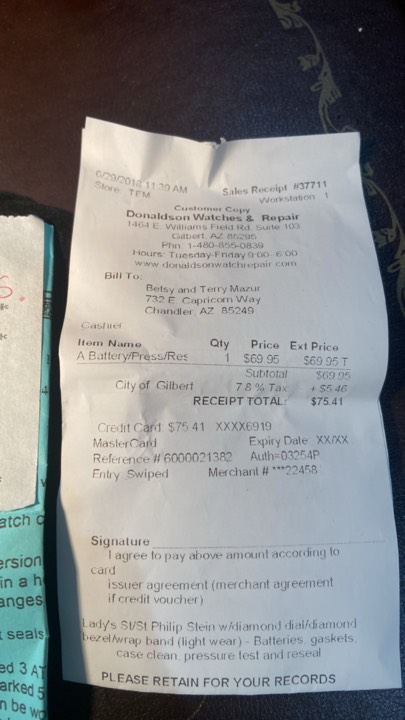 6/29/2018 11:39 AM
Store: TFM
Sales Receipt #37711
Workstation 1
Customer Copy
Donaldson Watches & Repair
1464 E. Williams Field Rd. Suite 103
Gilbert, AZ 85295
Phn: 1-480-855-0839
Hours: Tuesday-Friday 9:00- 6:00
www.donaldsonwatchrepair.com
Bill To:
Betsy and Terry Mazur
732 E. Capricorn Way
Chandler, AZ 85249
Cashier:
Item Name Qty Price Ext Price
A Battery/Press/Res 1 $69.95 $69.95 T
Subtotal $69.95
City of Gilbert 7.8 % Tax + $5.46
RECEIPT TOTAL: $75.41
Credit Card: $75.41 XXXX6919
MasterCard Expiry Date: XX/XX
Reference # 6000021382 Auth=03254P
Entry: Swiped Merchant # ***22458
Signature
I agree to pay above amount according to
card
issuer agreement (merchant agreement
if credit voucher)
Lady's St/St Philip Stein w/diamond dial/diamond
bezel/wrap band (light wear) - Batteries, gaskets,
case clean, pressure test and reseal
PLEASE RETAIN FOR YOUR RECORDS
s.
4
atch
ersion
in a h
anges
seals
ed 3 AT
arked 5
n be wo